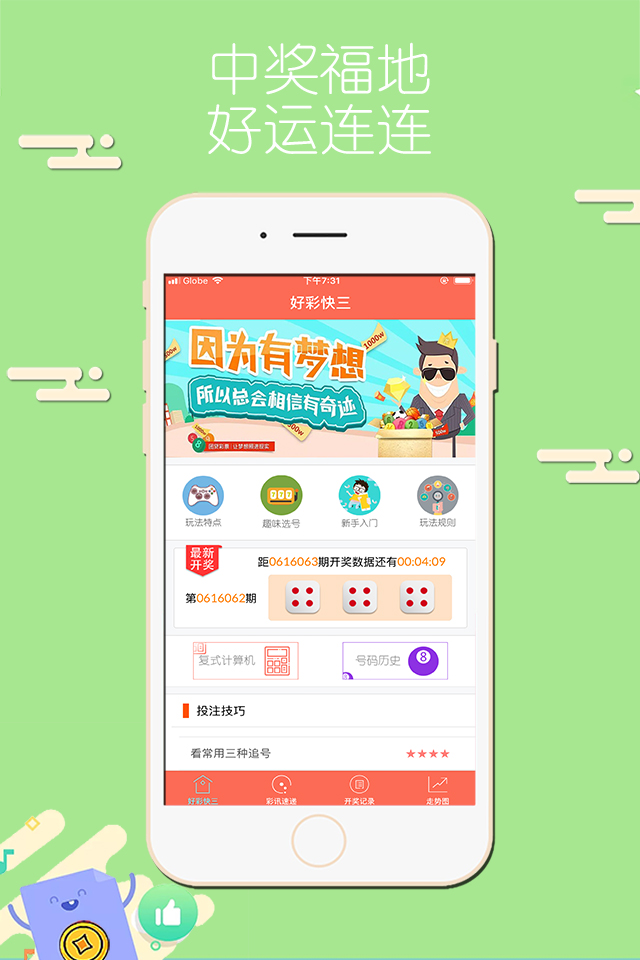 中奖福地
好运连连
Globe
下午7:31
好彩快三
1000w
因为有梦想
1000w
所以总会相信有奇迹
玩法特点
趣味选号
新手入门
玩法规则
最新
开奖
距0616063期开奖数据还有00:04:09
第0616062期
复式计算机
号码历史
8
投注技巧
看常用三种追号
★★★★
好彩快三
彩讯速递
开奖记录
走势图